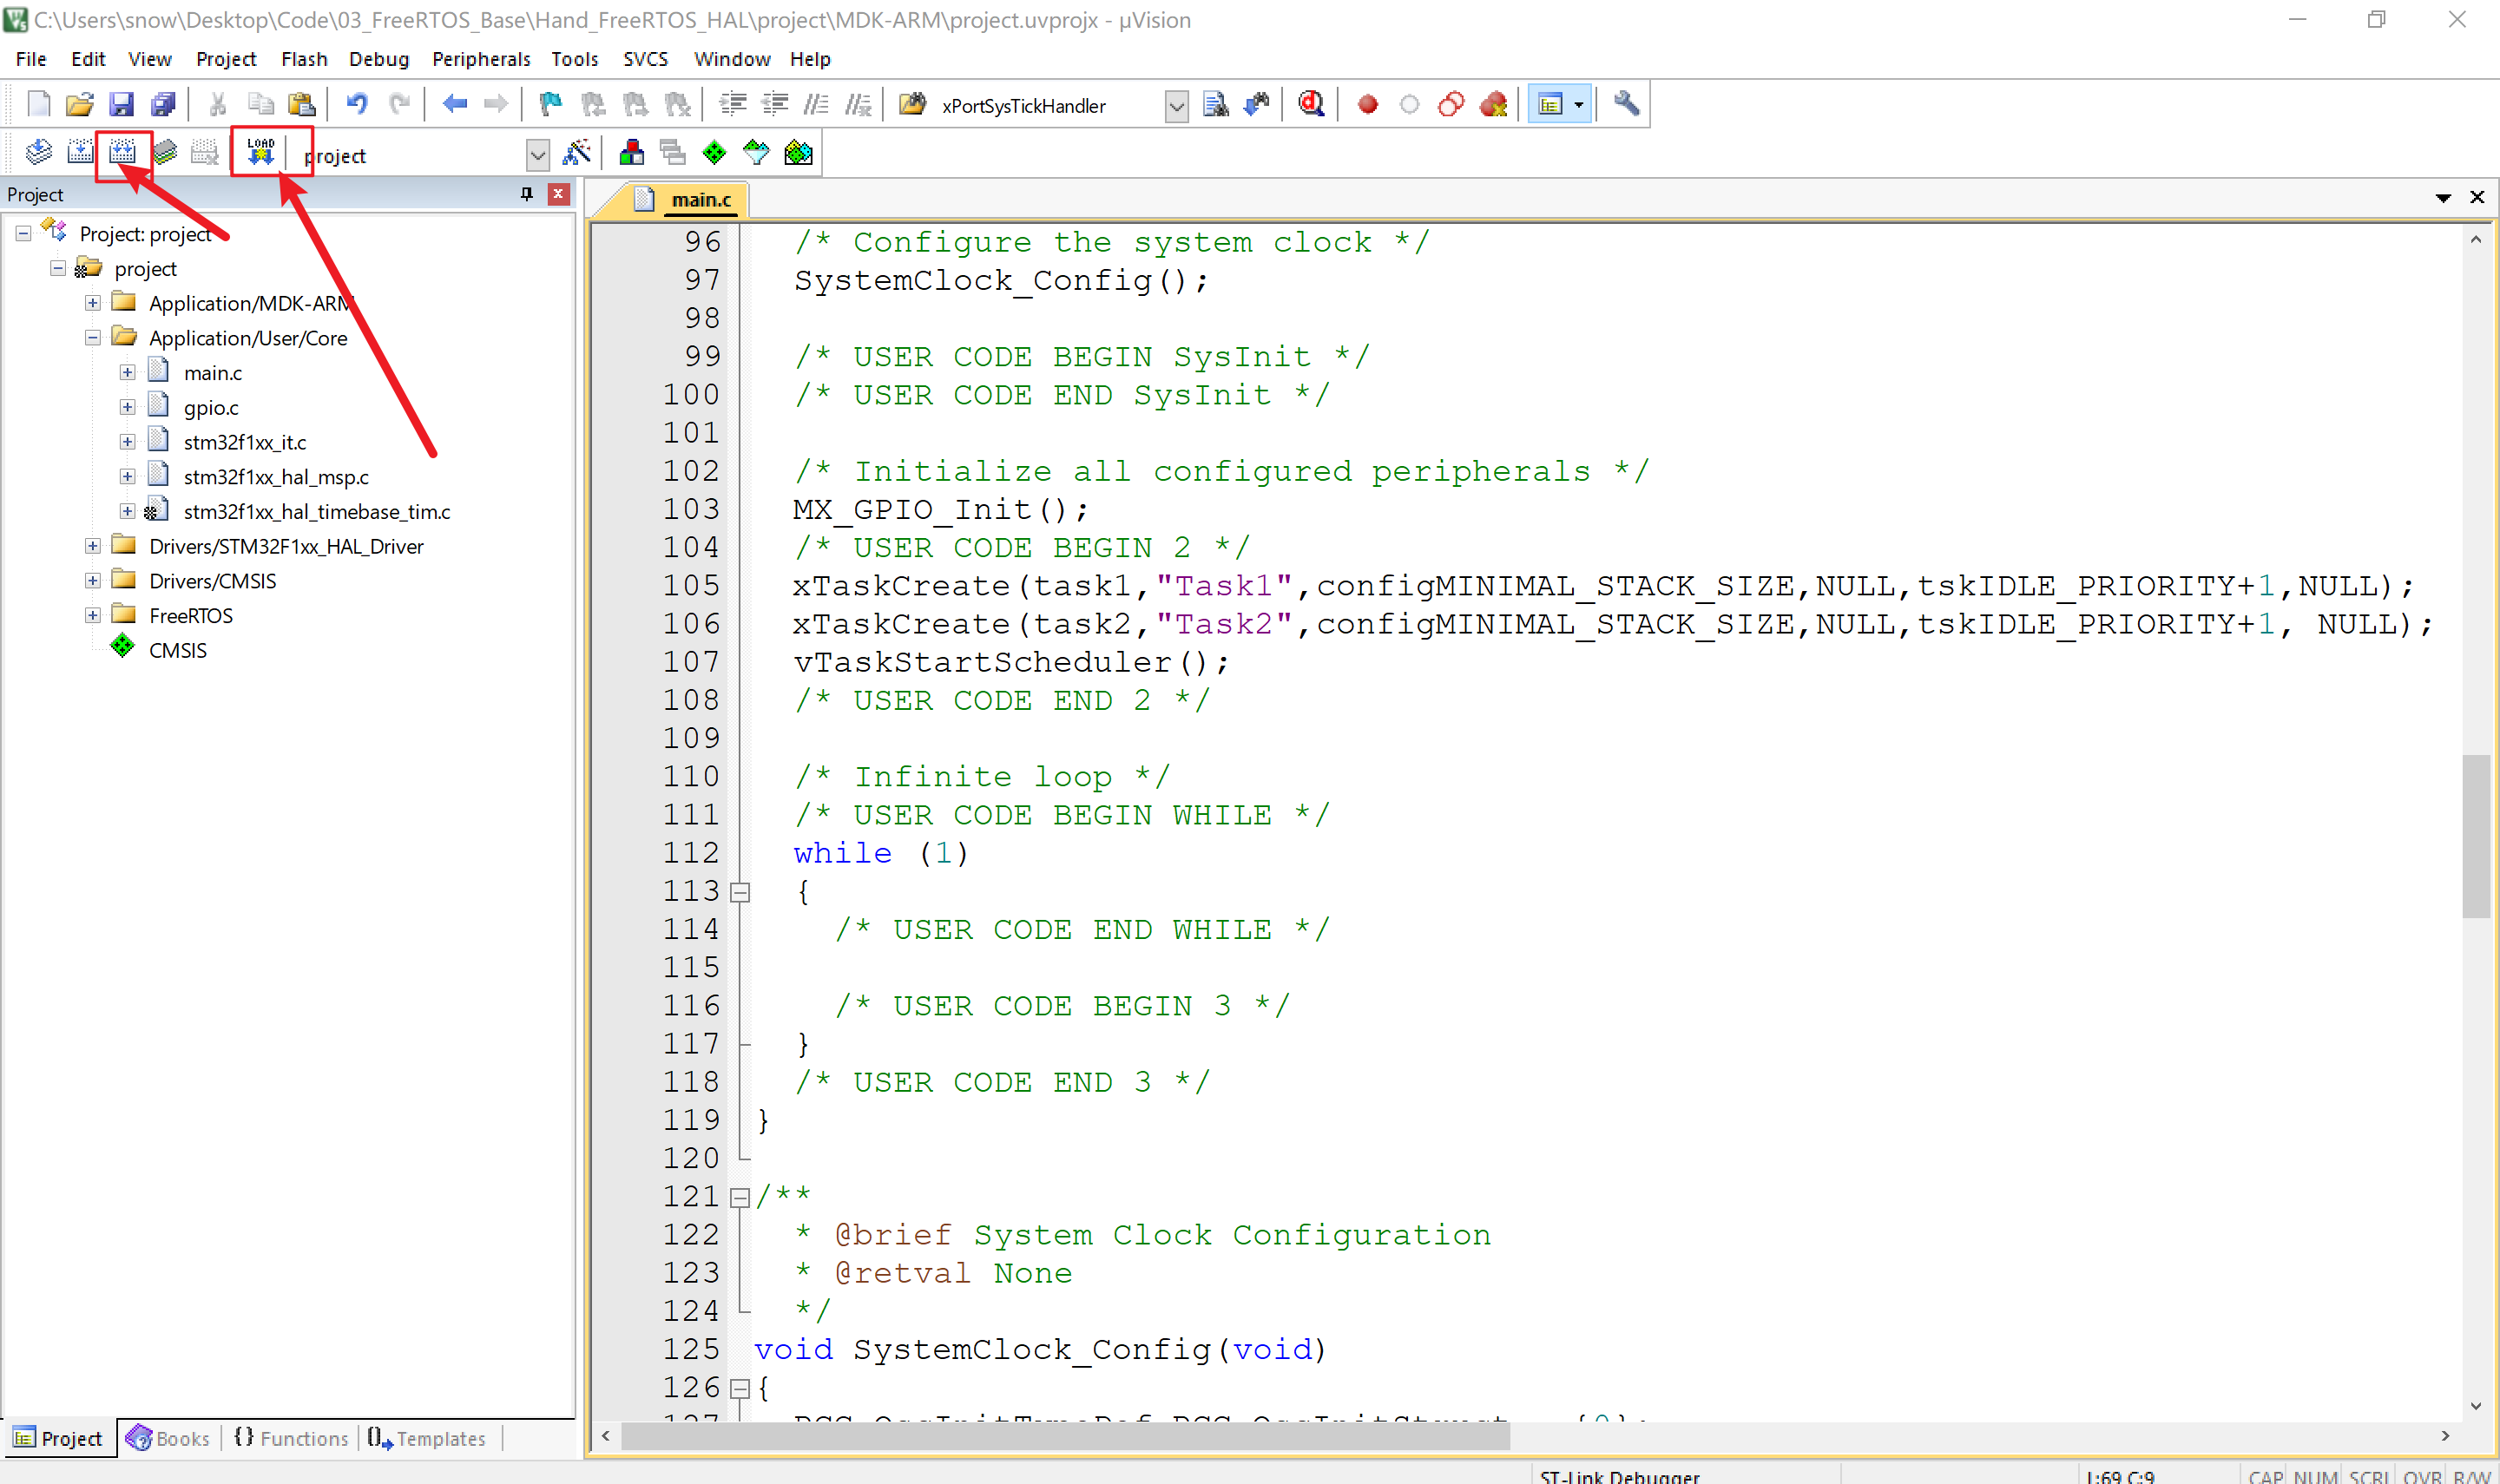 C:\Users\snow\Desktop\Code\03_FreeRTOS_Base\Hand_FreeRTOS_HAL\project\MDK-ARM\project.uvprojx - µVision
File Edit View Project Flash Debug Peripherals Tools SVCS Window Help
xPortSysTickHandler
LOAD
project
Project
main.c
Project: project
project
Application/MDK-ARM
Application/User/Core
main.c
gpio.c
stm32f1xx_it.c
stm32f1xx_hal_msp.c
stm32f1xx_hal_timebase_tim.c
Drivers/STM32F1xx_HAL_Driver
Drivers/CMSIS
FreeRTOS
CMSIS
96 /* Configure the system clock */
97 SystemClock_Config();
98
99 /* USER CODE BEGIN SysInit */
100 /* USER CODE END SysInit */
101
102 /* Initialize all configured peripherals */
103 MX_GPIO_Init();
104 /* USER CODE BEGIN 2 */
105 xTaskCreate(task1,"Task1",configMINIMAL_STACK_SIZE,NULL,tskIDLE_PRIORITY+1,NULL);
106 xTaskCreate(task2,"Task2",configMINIMAL_STACK_SIZE,NULL,tskIDLE_PRIORITY+1, NULL);
107 vTaskStartScheduler();
108 /* USER CODE END 2 */
109
110 /* Infinite loop */
111 /* USER CODE BEGIN WHILE */
112 while (1)
113 {
114 /* USER CODE END WHILE */
115
116 /* USER CODE BEGIN 3 */
117 }
118 /* USER CODE END 3 */
119 }
120
121 /**
122 * @brief System Clock Configuration
123 * @retval None
124 */
125 void SystemClock_Config(void)
126 {
Project Books {} Functions Templates
ST-Link Debugger L:69 C:9 CAP NUM SCRL OVR R/W